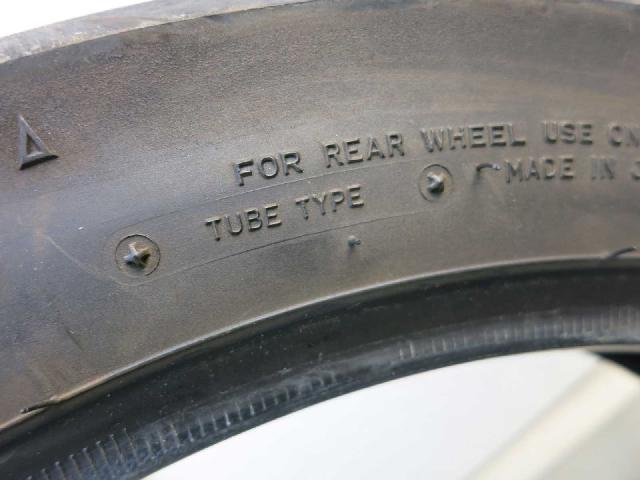 FOR REAR WHEEL USE
TUBE TYPE
MADE IN